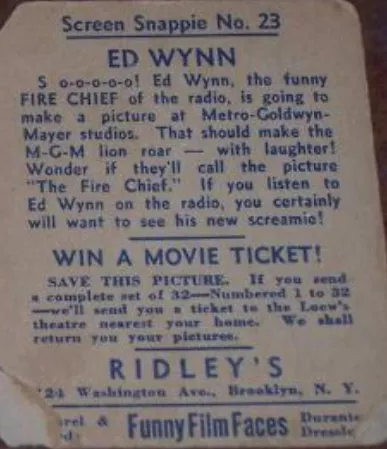 Screen Snappie No. 23
ED WYNN
S o-o-o-o-o! Ed Wynn, the funny
FIRE CHIEF of the radio, is going to
make a picture at Metro-Goldwyn-
Mayer studios. That should make the
M-G-M lion roar — with laughter!
Wonder if they'll call the picture
"The Fire Chief." If you listen to
Ed Wynn on the radio, you certainly
will want to see his new screamie!
WIN A MOVIE TICKET!
SAVE THIS PICTURE. If you send
a complete set of 32—Numbered 1 to 32
—we'll send you a ticket to the Loew's
theatre nearest your home. We shall
return you your pictures.
RIDLEY'S
24 Washington Ave., Brooklyn, N. Y.
rel & Funny Film Faces Durante
Dressle